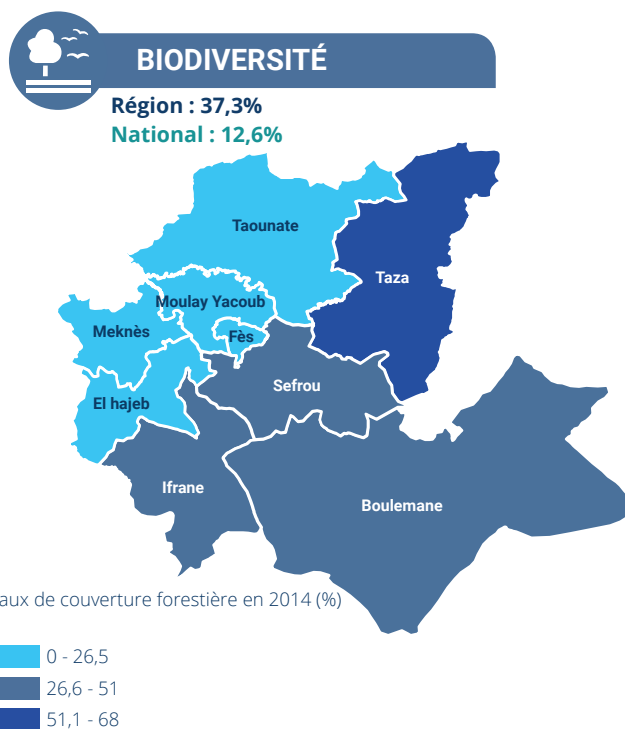 BIODIVERSITÉ
Région : 37,3%
National : 12,6%
Taounate
Taza
Moulay Yacoub
Meknès
Fès
Sefrou
El hajeb
Ifrane
Boulemane
aux de couverture forestière en 2014 (%)
0 - 26,5
26,6 - 51
51,1 - 68